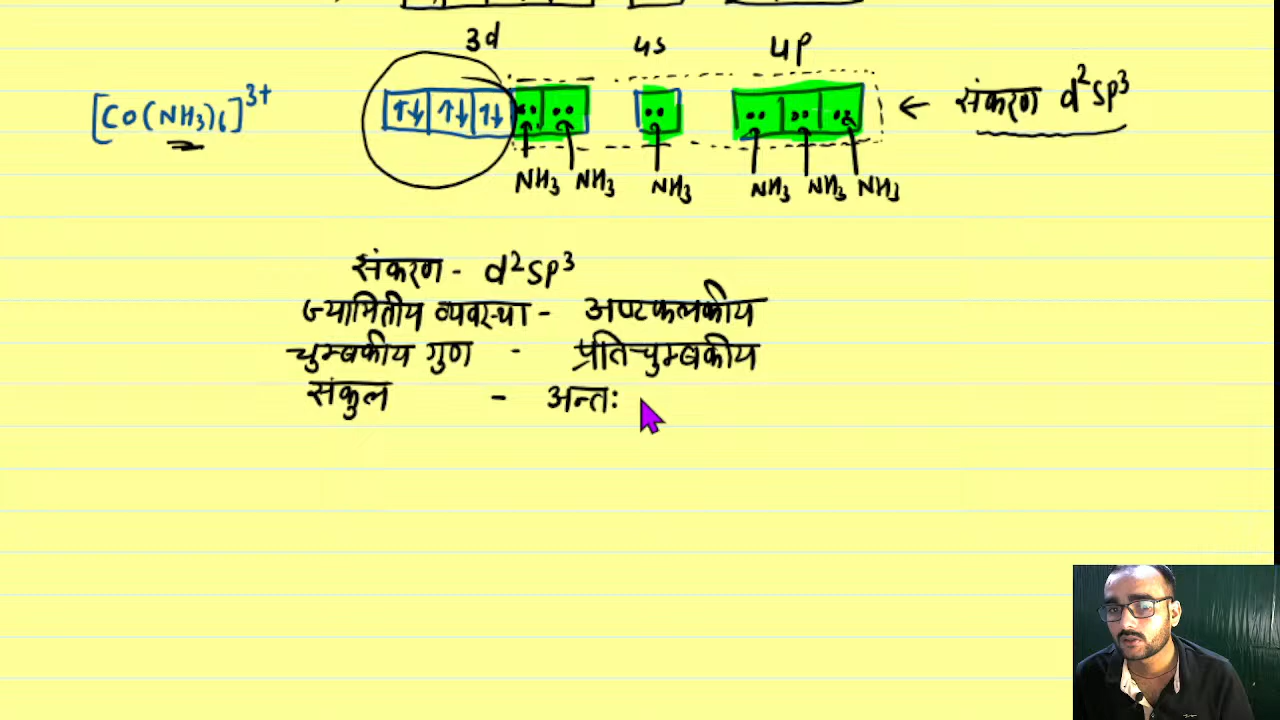 3d 4s 4p
[CO(NH3)6]3+ ↑↓ ↑↓ ↑↓ ← संकरण d2sp3
NH3 NH3 NH3 NH3 NH3 NH3
संकरण - d2sp3
ज्यामितीय व्यवस्था - अष्टकलकीय
चुम्बकीय गुण - प्रतिचुम्बकीय
संकुल - अन्तः